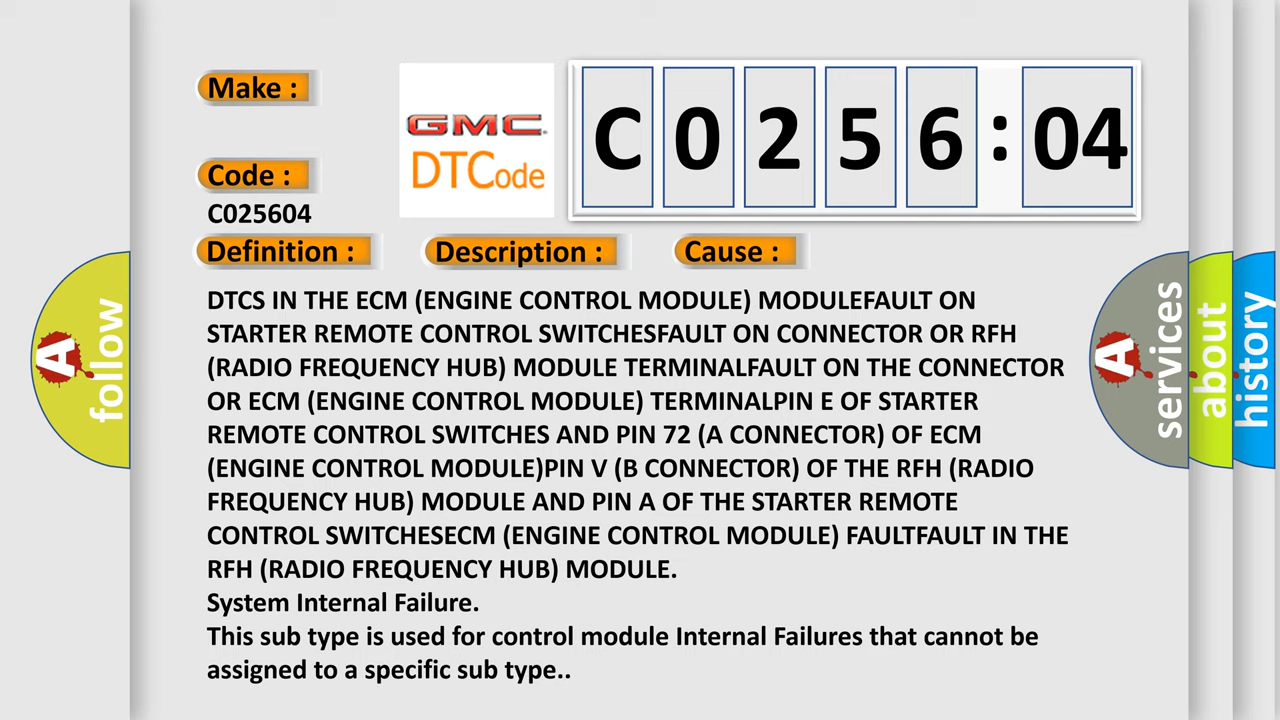 Make :
GMC
DTCode
C0256:04
Code :
C025604
Definition :
Description :
Cause :
DTCS IN THE ECM (ENGINE CONTROL MODULE) MODULEFAULT ON
STARTER REMOTE CONTROL SWITCHESFAULT ON CONNECTOR OR RFH
(RADIO FREQUENCY HUB) MODULE TERMINALFAULT ON THE CONNECTOR
OR ECM (ENGINE CONTROL MODULE) TERMINALPIN E OF STARTER
REMOTE CONTROL SWITCHES AND PIN 72 (A CONNECTOR) OF ECM
(ENGINE CONTROL MODULE)PIN V (B CONNECTOR) OF THE RFH (RADIO
FREQUENCY HUB) MODULE AND PIN A OF THE STARTER REMOTE
CONTROL SWITCHESECM (ENGINE CONTROL MODULE) FAULTFAULT IN THE
RFH (RADIO FREQUENCY HUB) MODULE.
System Internal Failure.
This sub type is used for control module Internal Failures that cannot be
assigned to a specific sub type..
A
follow
A
services
about
history